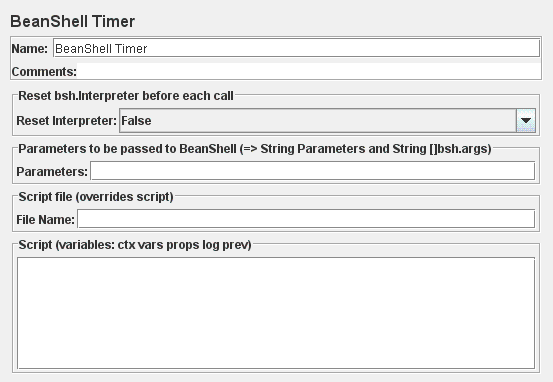 BeanShell Timer
Name: BeanShell Timer
Comments:
Reset bsh.Interpreter before each call
Reset Interpreter: False
Parameters to be passed to BeanShell (=> String Parameters and String []bsh.args)
Parameters:
Script file (overrides script)
File Name:
Script (variables: ctx vars props log prev)